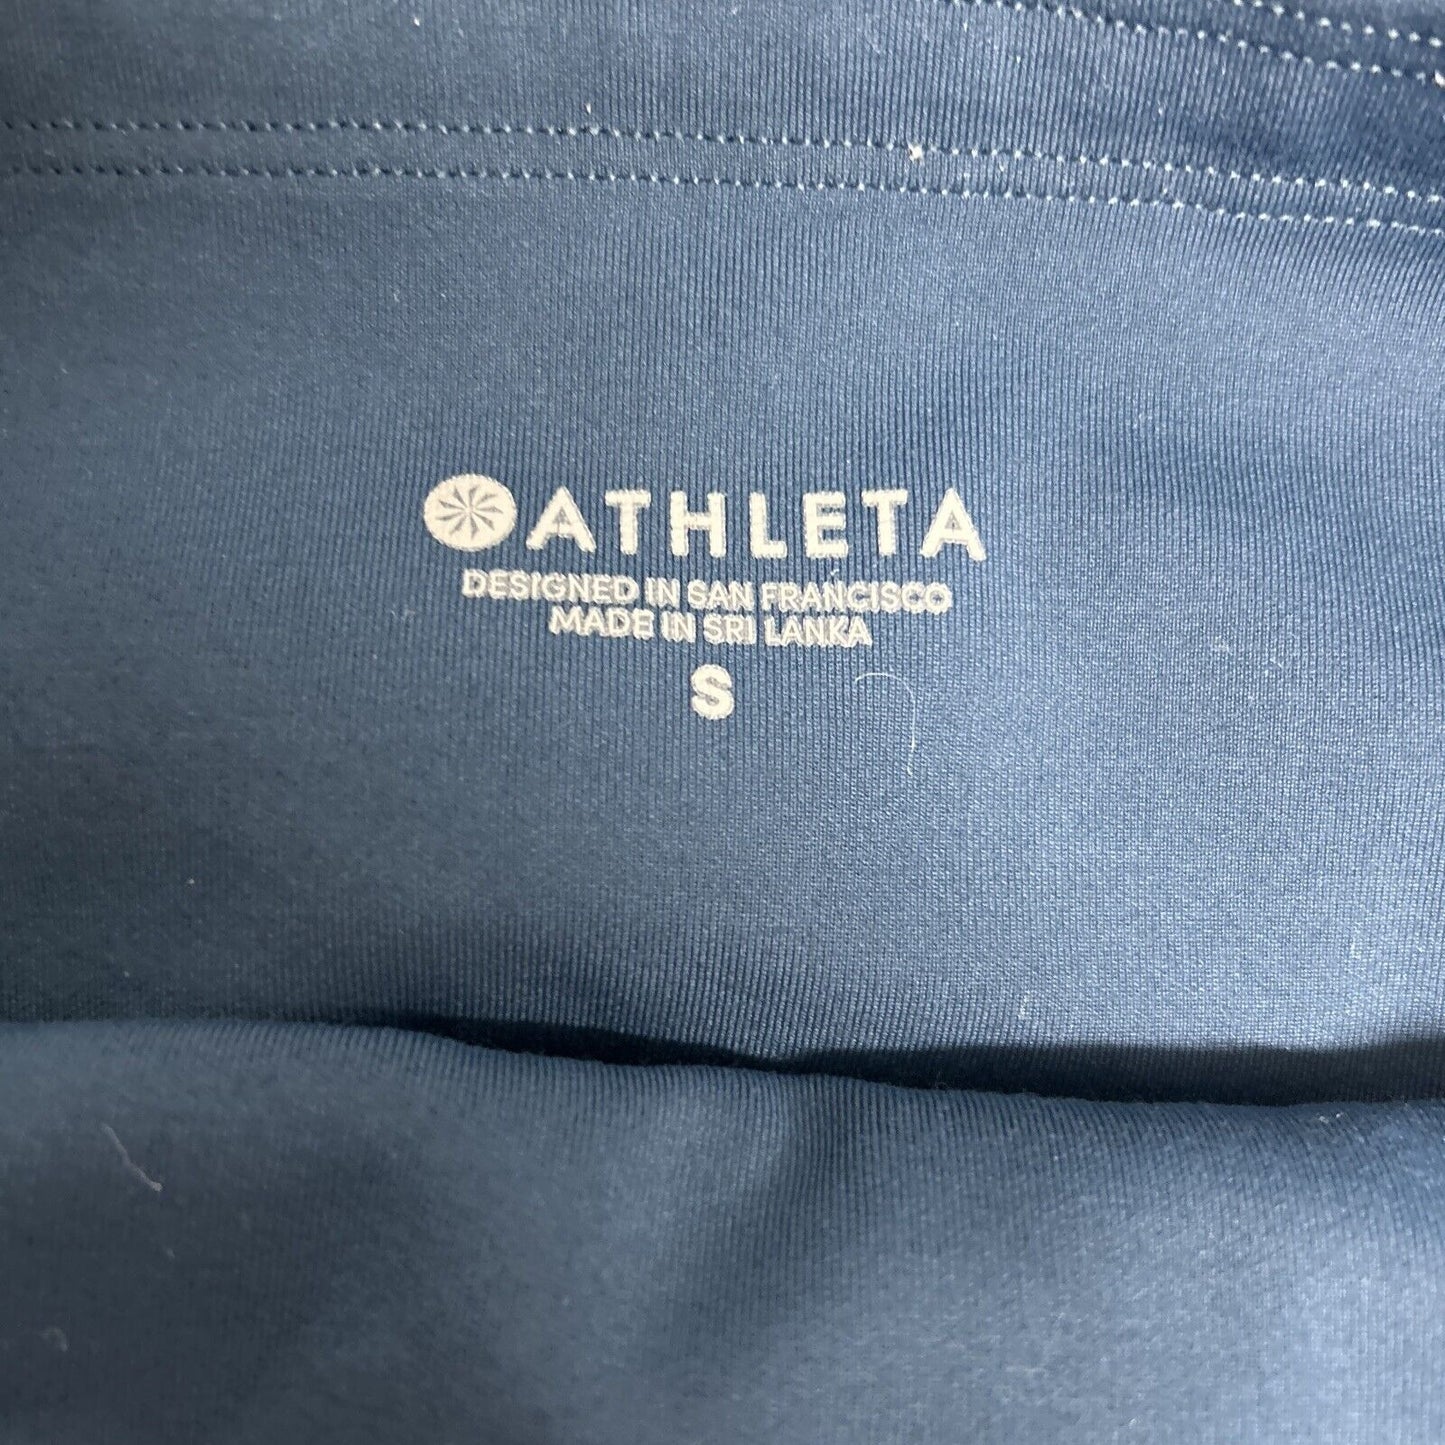 ATHLETA
DESIGNED IN SAN FRANCISCO
MADE IN SRI LANKA
S